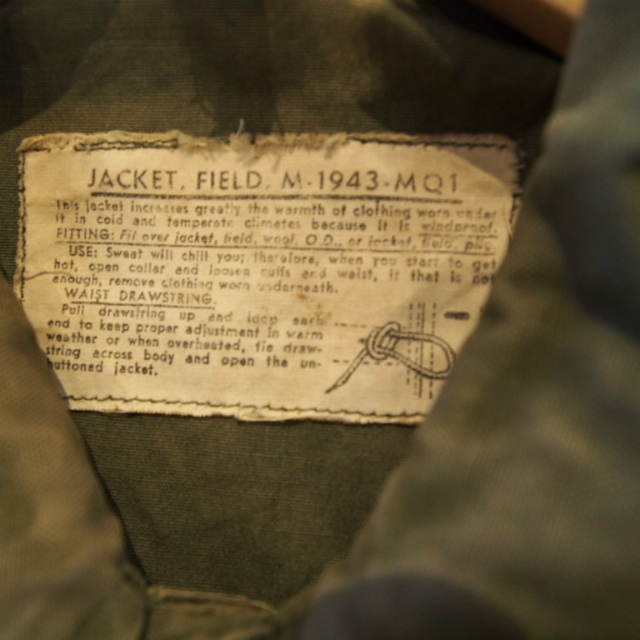 JACKET, FIELD, M-1943-MQ1
This jacket increases greatly the warmth of clothing worn under
it in cold and temperate climates because it is windproof.
FITTING: Fit over jacket, field, wool, O.D., or jacket, field, pile.
USE: Sweat will chill you; therefore, when you start to get
hot, open collar and loosen cuffs and waist, if that is not
enough, remove clothing worn underneath.
WAIST DRAWSTRING.
Pull drawstring up and loop each
end to keep proper adjustment in warm
weather or when overheated, tie draw-
string across body and open the un-
buttoned jacket.